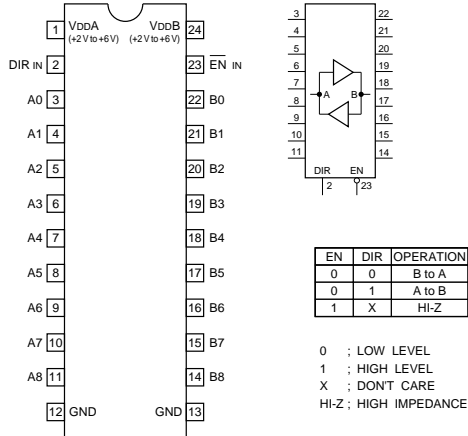 1 VDDA (+2 V to +6 V) VDDB (+2 V to +6 V) 24
DIR IN 2 23 EN IN
A0 3 22 B0
A1 4 21 B1
A2 5 20 B2
A3 6 19 B3
A4 7 18 B4
A5 8 17 B5
A6 9 16 B6
A7 10 15 B7
A8 11 14 B8
12 GND GND 13
3 22
4 21
5 20
6 19
7 A B 18
8 17
9 16
10 15
11 14
DIR EN
2 23
EN DIR OPERATION
0 0 B to A
0 1 A to B
1 X HI-Z
0 ; LOW LEVEL
1 ; HIGH LEVEL
X ; DON'T CARE
HI-Z ; HIGH IMPEDANCE